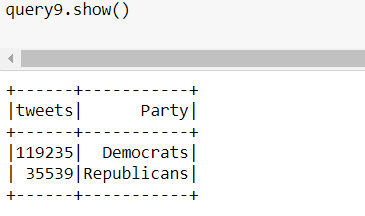 query9.show()
+------+-----------+
|tweets|      Party|
+------+-----------+
|119235|  Democrats|
| 35539|Republicans|
+------+-----------+